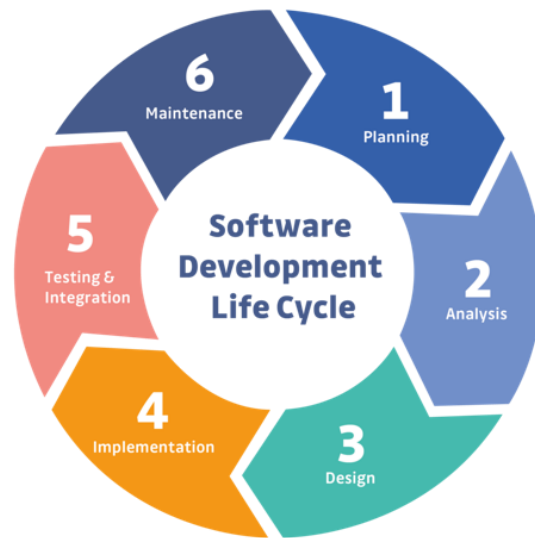 Software
Development
Life Cycle
1
Planning
2
Analysis
3
Design
4
Implementation
5
Testing &
Integration
6
Maintenance